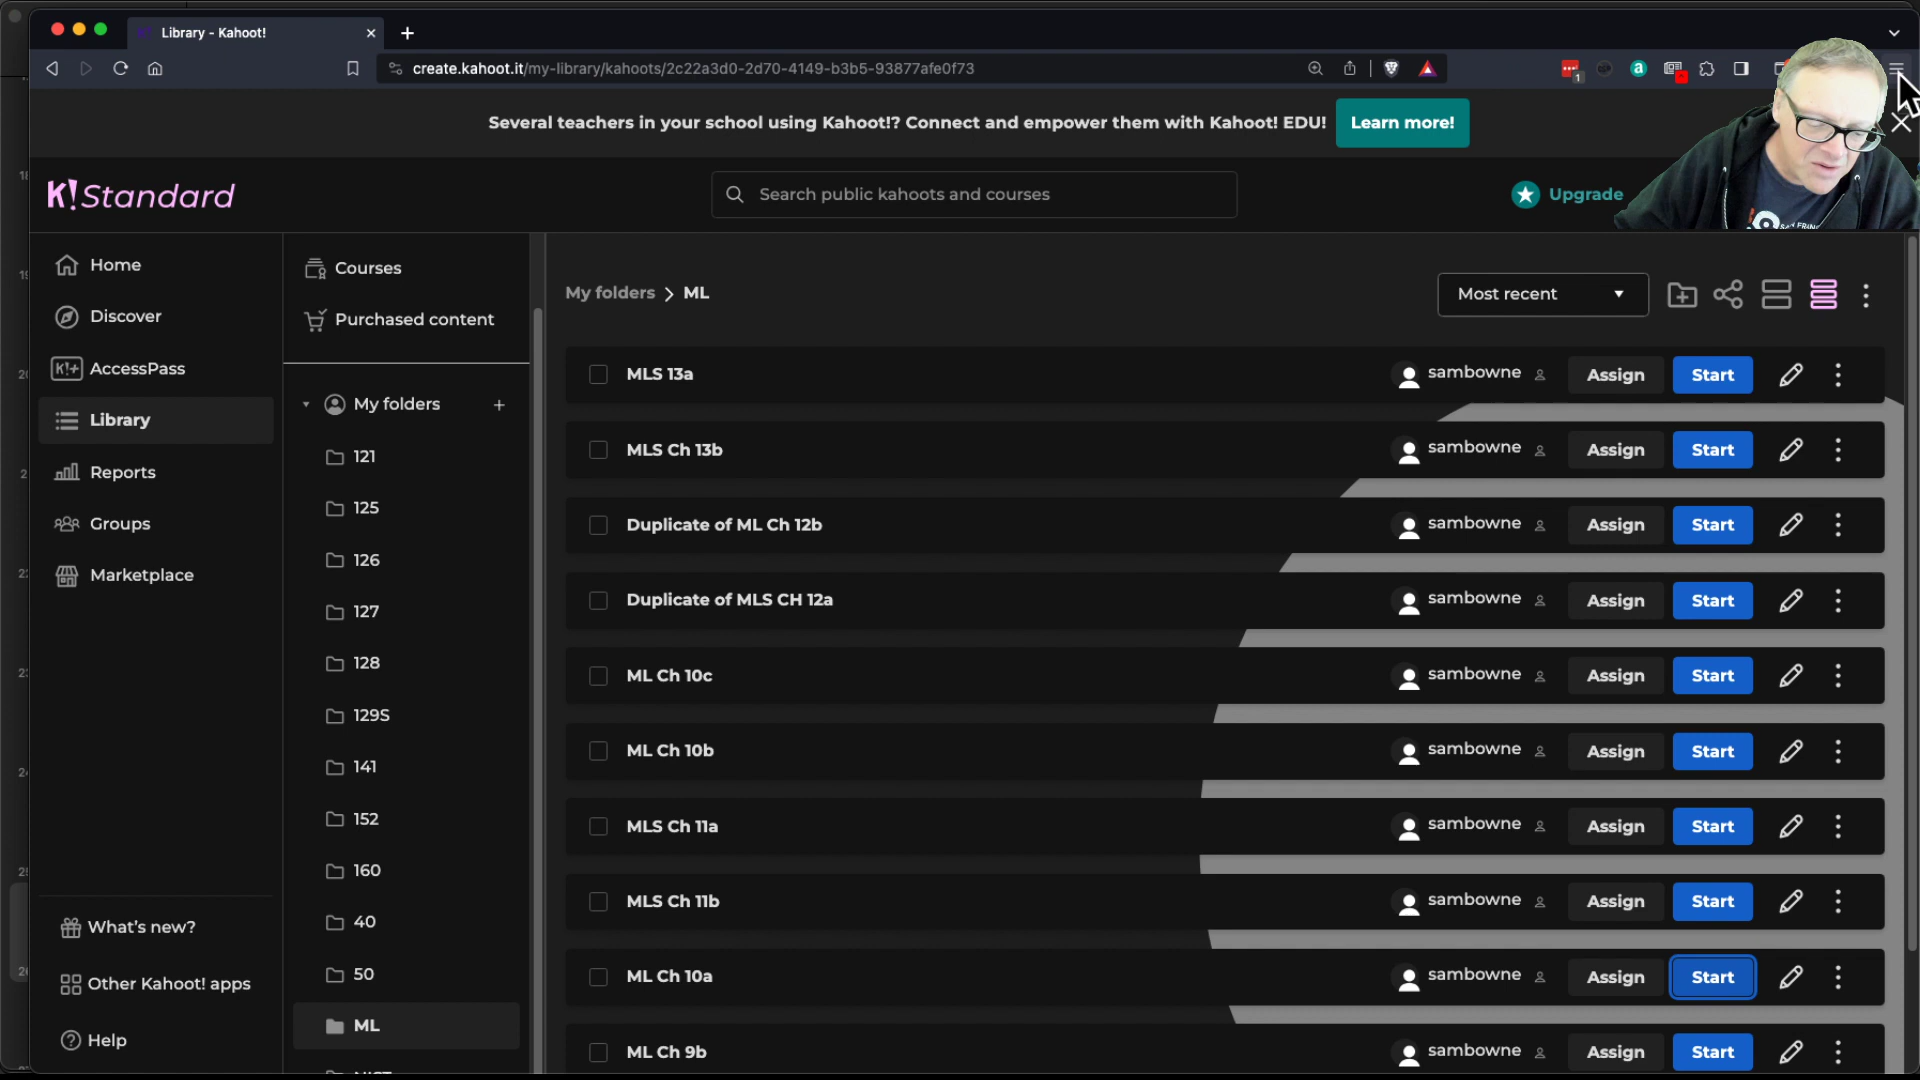 Library - Kahoot!
create.kahoot.it/my-library/kahoots/2c22a3d0-2d70-4149-b3b5-93877afe0f73
1
a
Several teachers in your school using Kahoot!? Connect and empower them with Kahoot! EDU!
Learn more!
K!Standard
Search public kahoots and courses
Upgrade
Home
Discover
K!+ AccessPass
Library
Reports
Groups
Marketplace
What's new?
Other Kahoot! apps
Help
Courses
Purchased content
My folders
121
125
126
127
128
129S
141
152
160
40
50
ML
My folders > ML
Most recent
MLS 13a sambowne Assign Start
MLS Ch 13b sambowne Assign Start
Duplicate of ML Ch 12b sambowne Assign Start
Duplicate of MLS CH 12a sambowne Assign Start
ML Ch 10c sambowne Assign Start
ML Ch 10b sambowne Assign Start
MLS Ch 11a sambowne Assign Start
MLS Ch 11b sambowne Assign Start
ML Ch 10a sambowne Assign Start
ML Ch 9b sambowne Assign Start